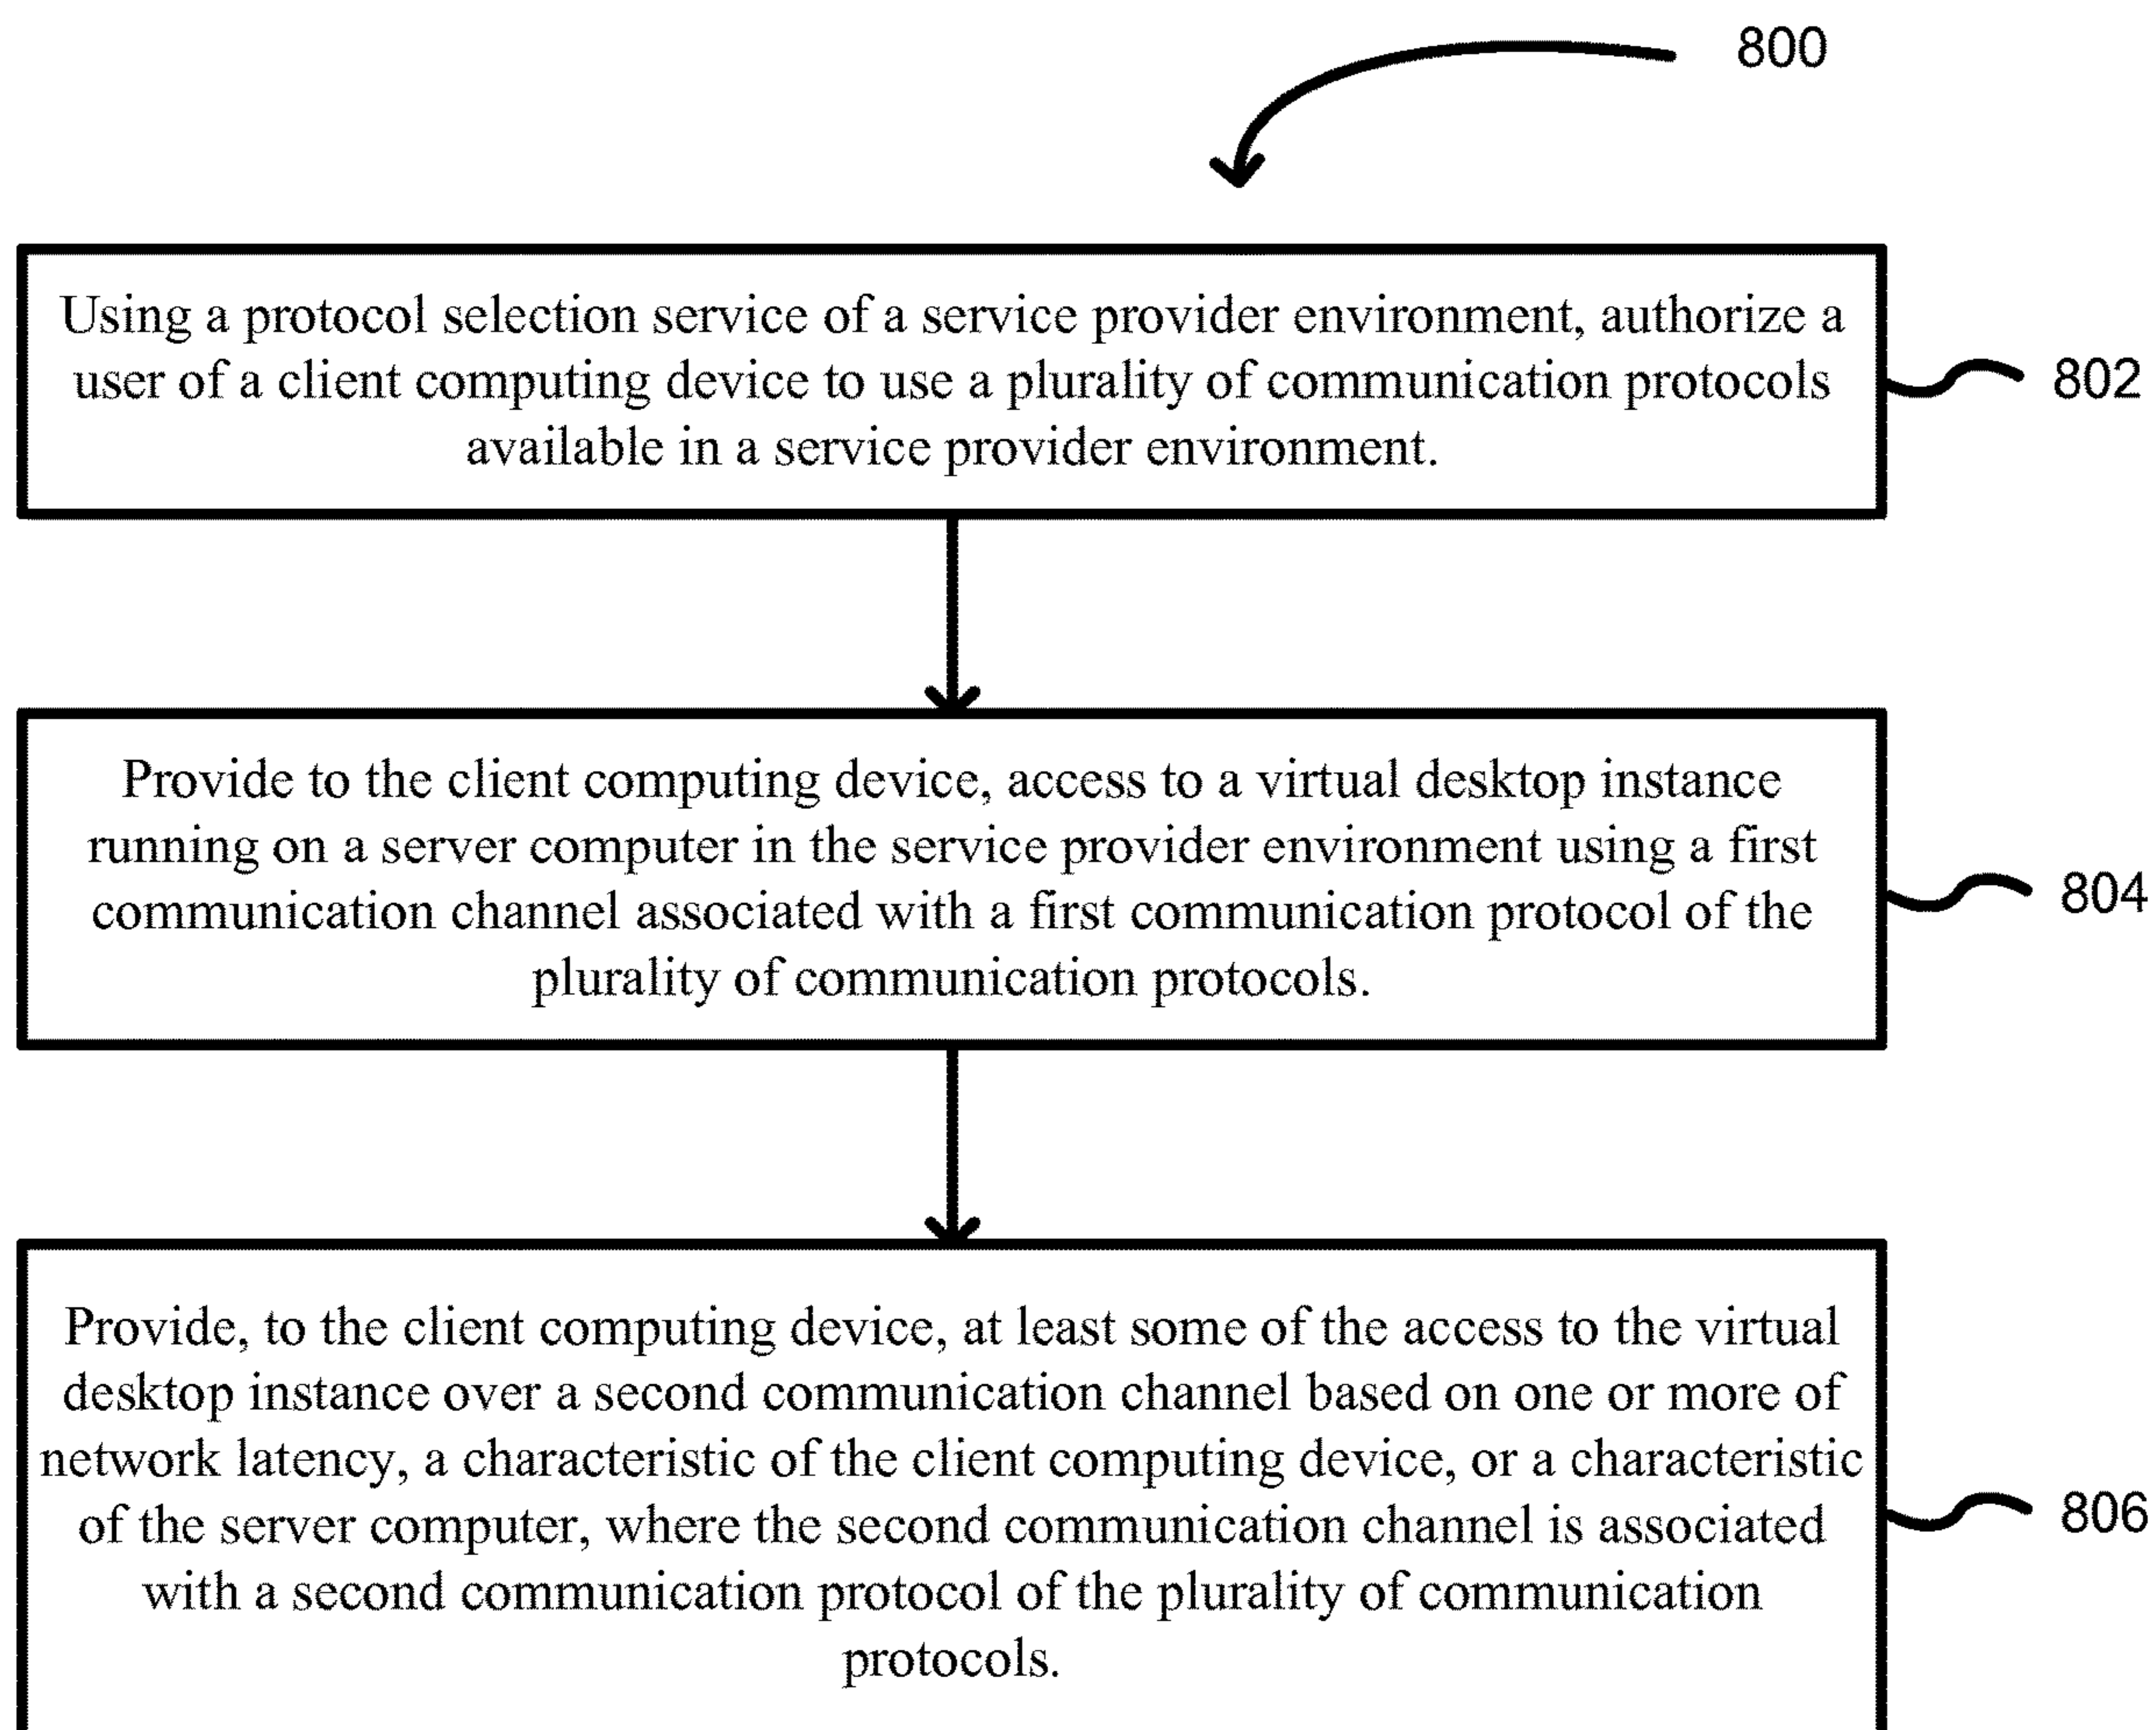 800
Using a protocol selection service of a service provider environment, authorize a
user of a client computing device to use a plurality of communication protocols
available in a service provider environment.
802
Provide to the client computing device, access to a virtual desktop instance
running on a server computer in the service provider environment using a first
communication channel associated with a first communication protocol of the
plurality of communication protocols.
804
Provide, to the client computing device, at least some of the access to the virtual
desktop instance over a second communication channel based on one or more of
network latency, a characteristic of the client computing device, or a characteristic
of the server computer, where the second communication channel is associated
with a second communication protocol of the plurality of communication
protocols.
806